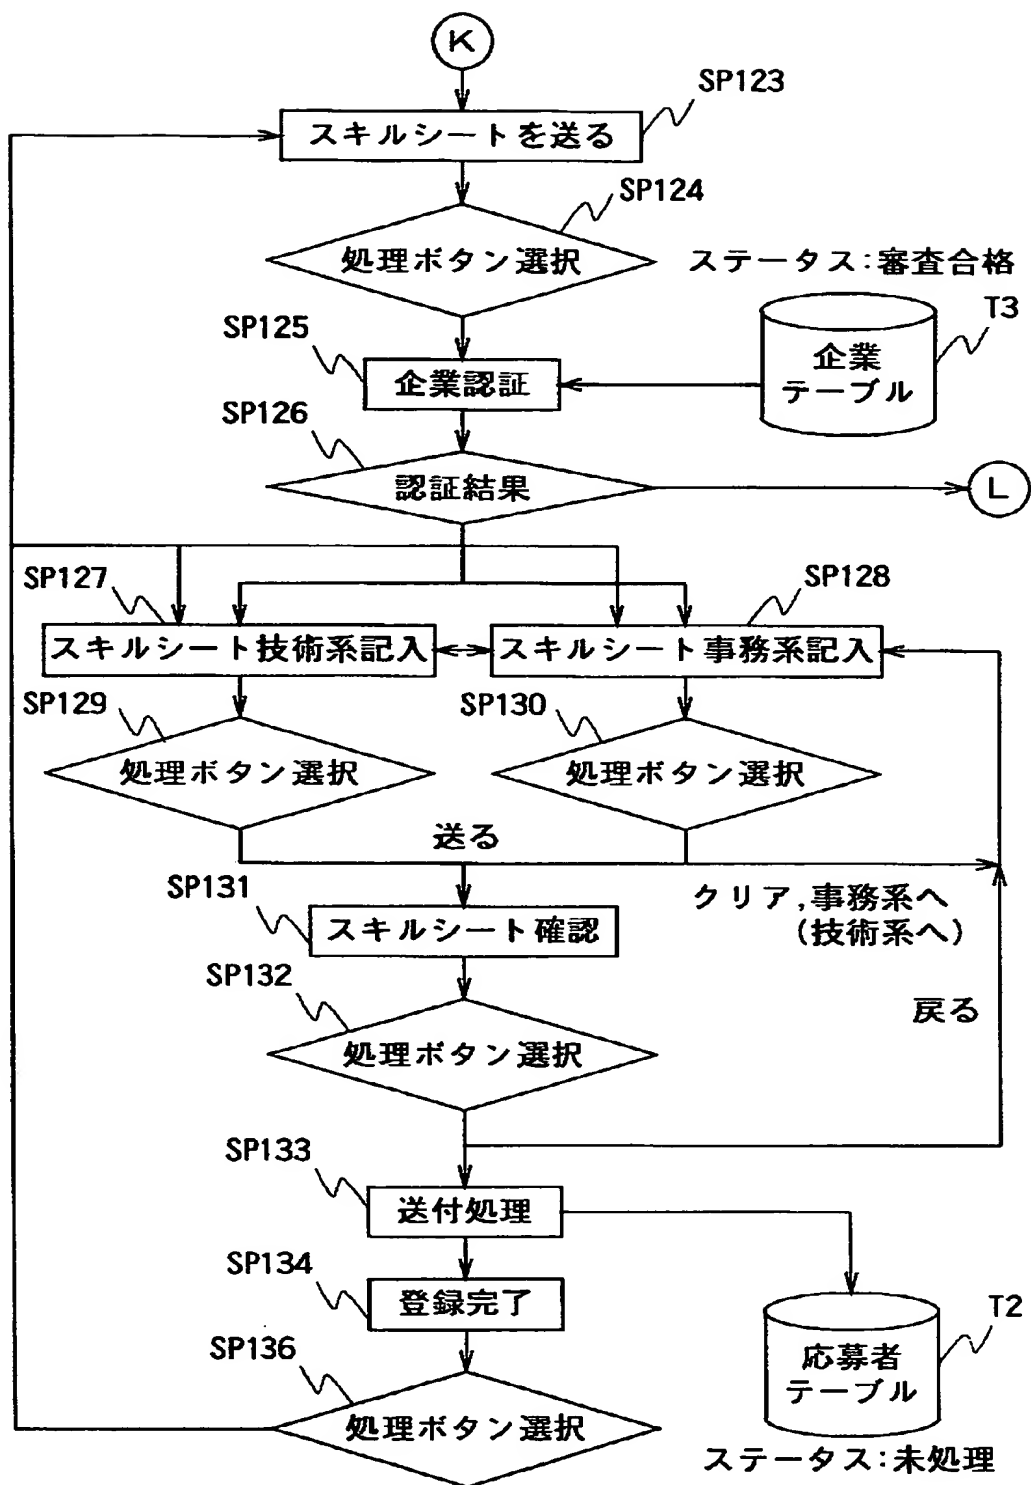 K
SP123
スキルシートを送る
SP124
処理ボタン選択
ステータス:審査合格
SP125
T3
企業
テーブル
企業認証
SP126
認証結果
L
SP127
SP128
スキルシート技術系記入
スキルシート事務系記入
SP129
SP130
処理ボタン選択
処理ボタン選択
送る
SP131
クリア,事務系へ
(技術系へ)
スキルシート確認
SP132
処理ボタン選択
戻る
SP133
送付処理
SP134
登録完了
T2
応募者
テーブル
SP136
処理ボタン選択
ステータス:未処理